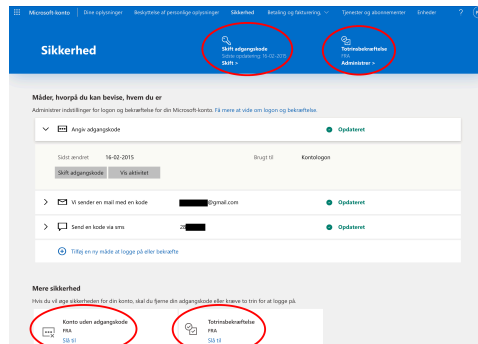 Microsoft-konto Dine oplysninger Beskyttelse af personlige oplysninger Sikkerhed Betaling og fakturering. Tjenester og abonnementer Enheder ?
Sikkerhed
Skift adgangskode
Sidste opdatering: 16-02-2015
Skift >
Totrinsbekræftelse
FRA
Administrer >
Måder, hvorpå du kan bevise, hvem du er
Administrer indstillinger for logon og bekræftelse for din Microsoft-konto. Få mere at vide om logon og bekræftelse.
Angiv adgangskode Opdateret
Sidst ændret 16-02-2015 Brugt til Kontologon
Skift adgangskode Vis aktivitet
Vi sender en mail med en kode @gmail.com Opdateret
Send en kode via sms 28 Opdateret
Tilføj en ny måde at logge på eller bekræfte
Mere sikkerhed
Hvis du vil øge sikkerheden for din konto, skal du fjerne din adgangskode eller kræve to trin for at logge på.
Konto uden adgangskode
FRA
Slå til
Totrinsbekræftelse
FRA
Slå til